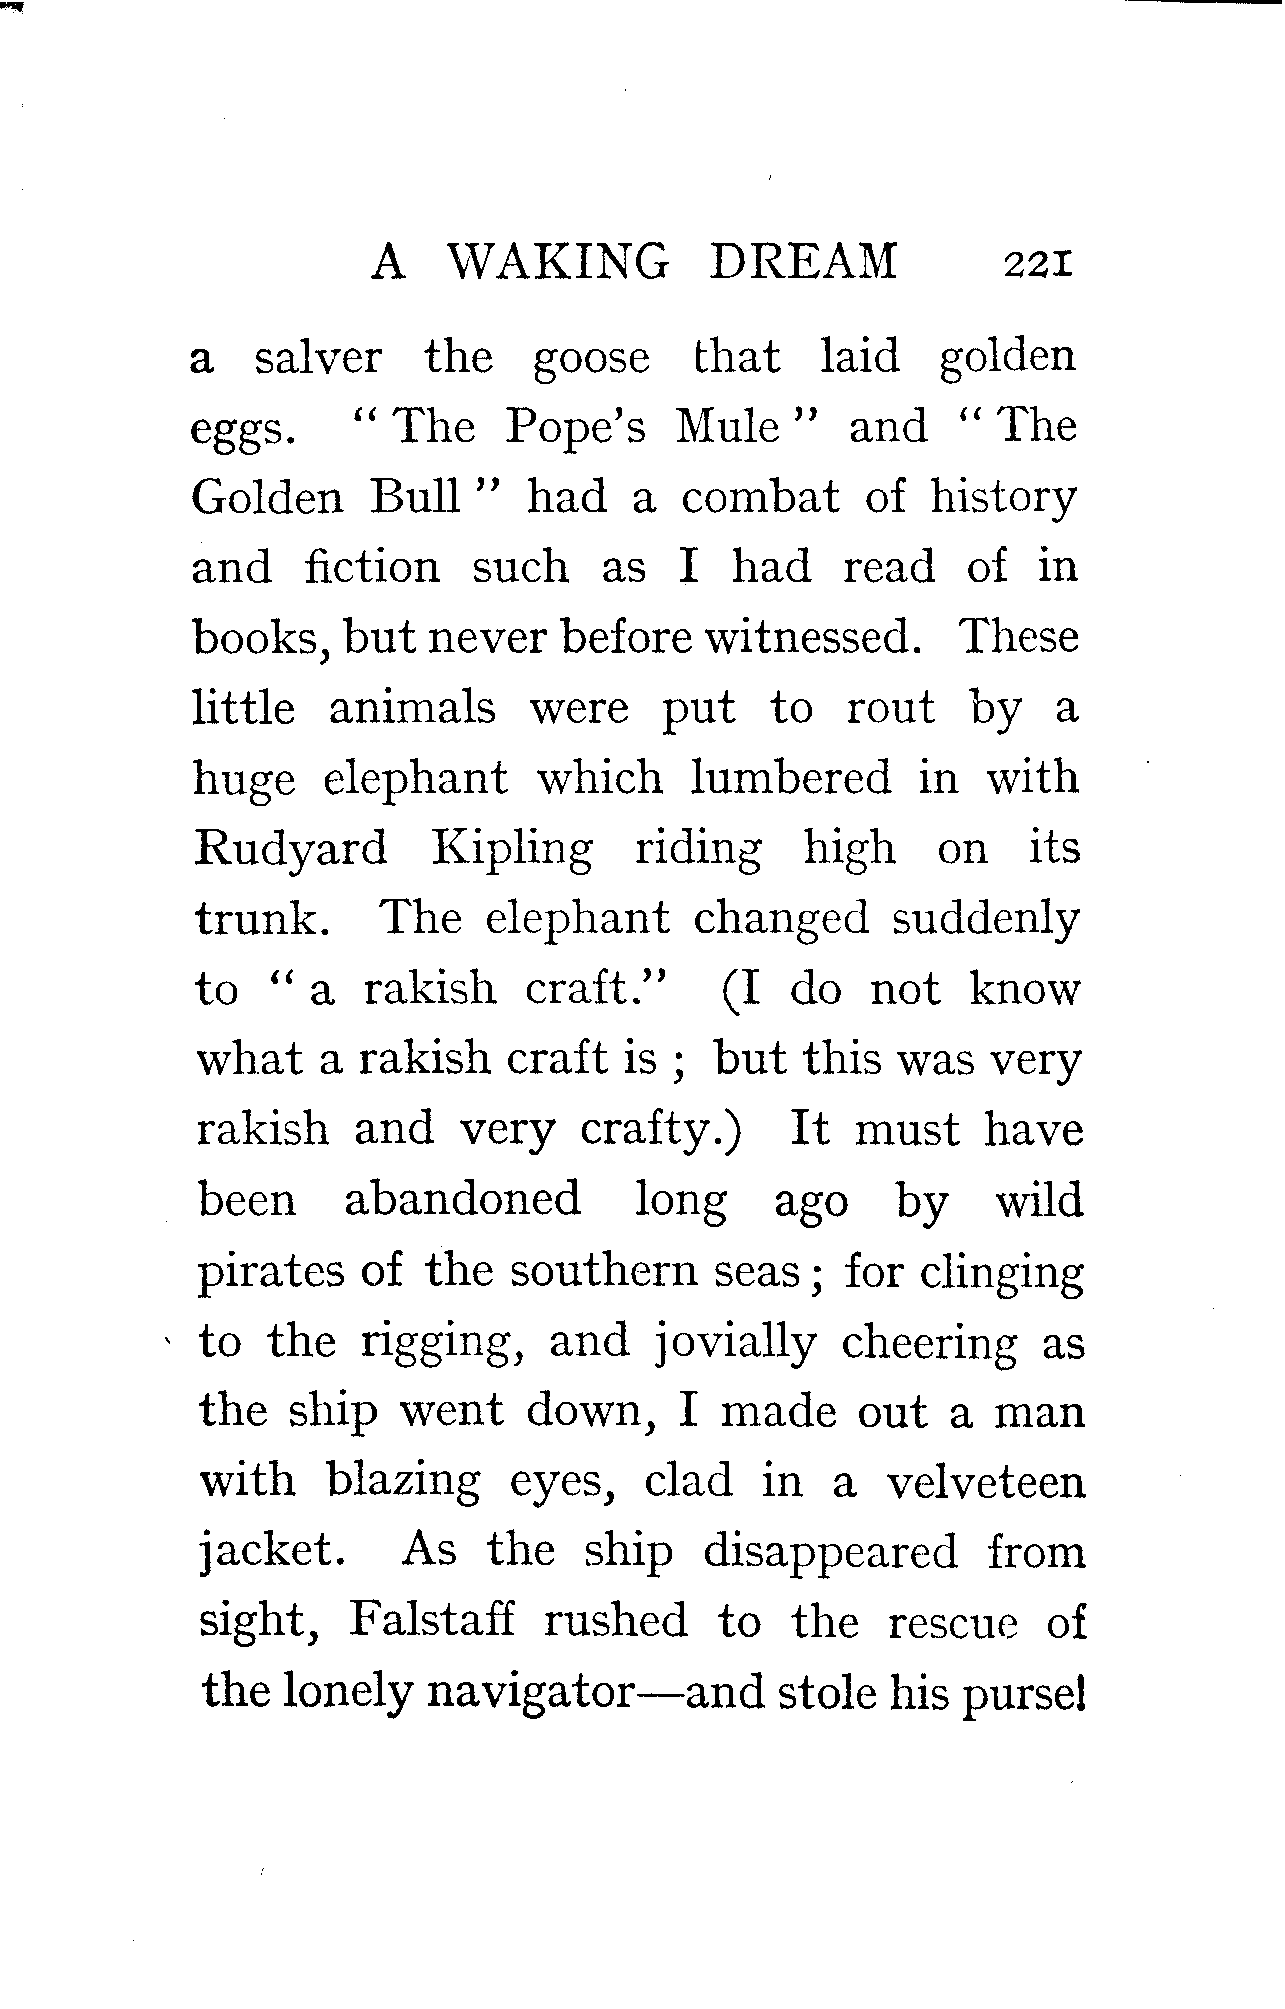 A WAKING DREAM 221
a salver the goose that laid golden
eggs. “ The Pope’s Mule ” and “ The
Golden Bull ” had a combat of history
and fiction such as I had read of in
books, but never before witnessed. These
little animals were put to rout by a
huge elephant which lumbered in with
Rudyard Kipling riding high on its
trunk. The elephant changed suddenly
to “ a rakish craft.” (I do not know
what a rakish craft is ; but this was very
rakish and very crafty.) It must have
been abandoned long ago by wild
pirates of the southern seas ; for clinging
to the rigging, and jovially cheering as
the ship went down, I made out a man
with blazing eyes, clad in a velveteen
jacket. As the ship disappeared from
sight, Falstaff rushed to the rescue of
the lonely navigator—and stole his purse!